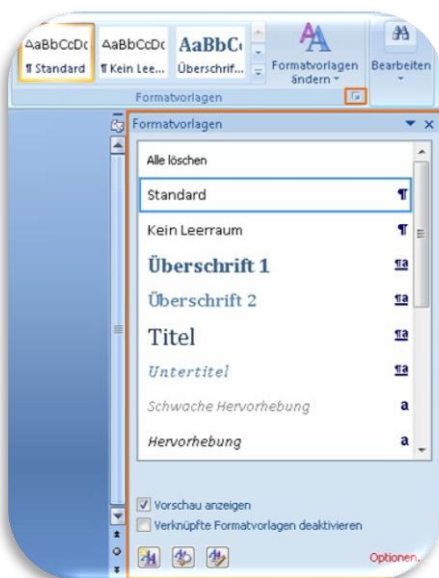 AaBbCcDc AaBbCcDc AaBbC
¶ Standard ¶ Kein Lee... Überschrif... Formatvorlagen ändern Bearbeiten
Formatvorlagen
Formatvorlagen
Alle löschen
Standard ¶
Kein Leerraum ¶
Überschrift 1 ¶a
Überschrift 2 ¶a
Titel ¶a
Untertitel ¶a
Schwache Hervorhebung a
Hervorhebung a
Vorschau anzeigen
Verknüpfte Formatvorlagen deaktivieren
Optionen...